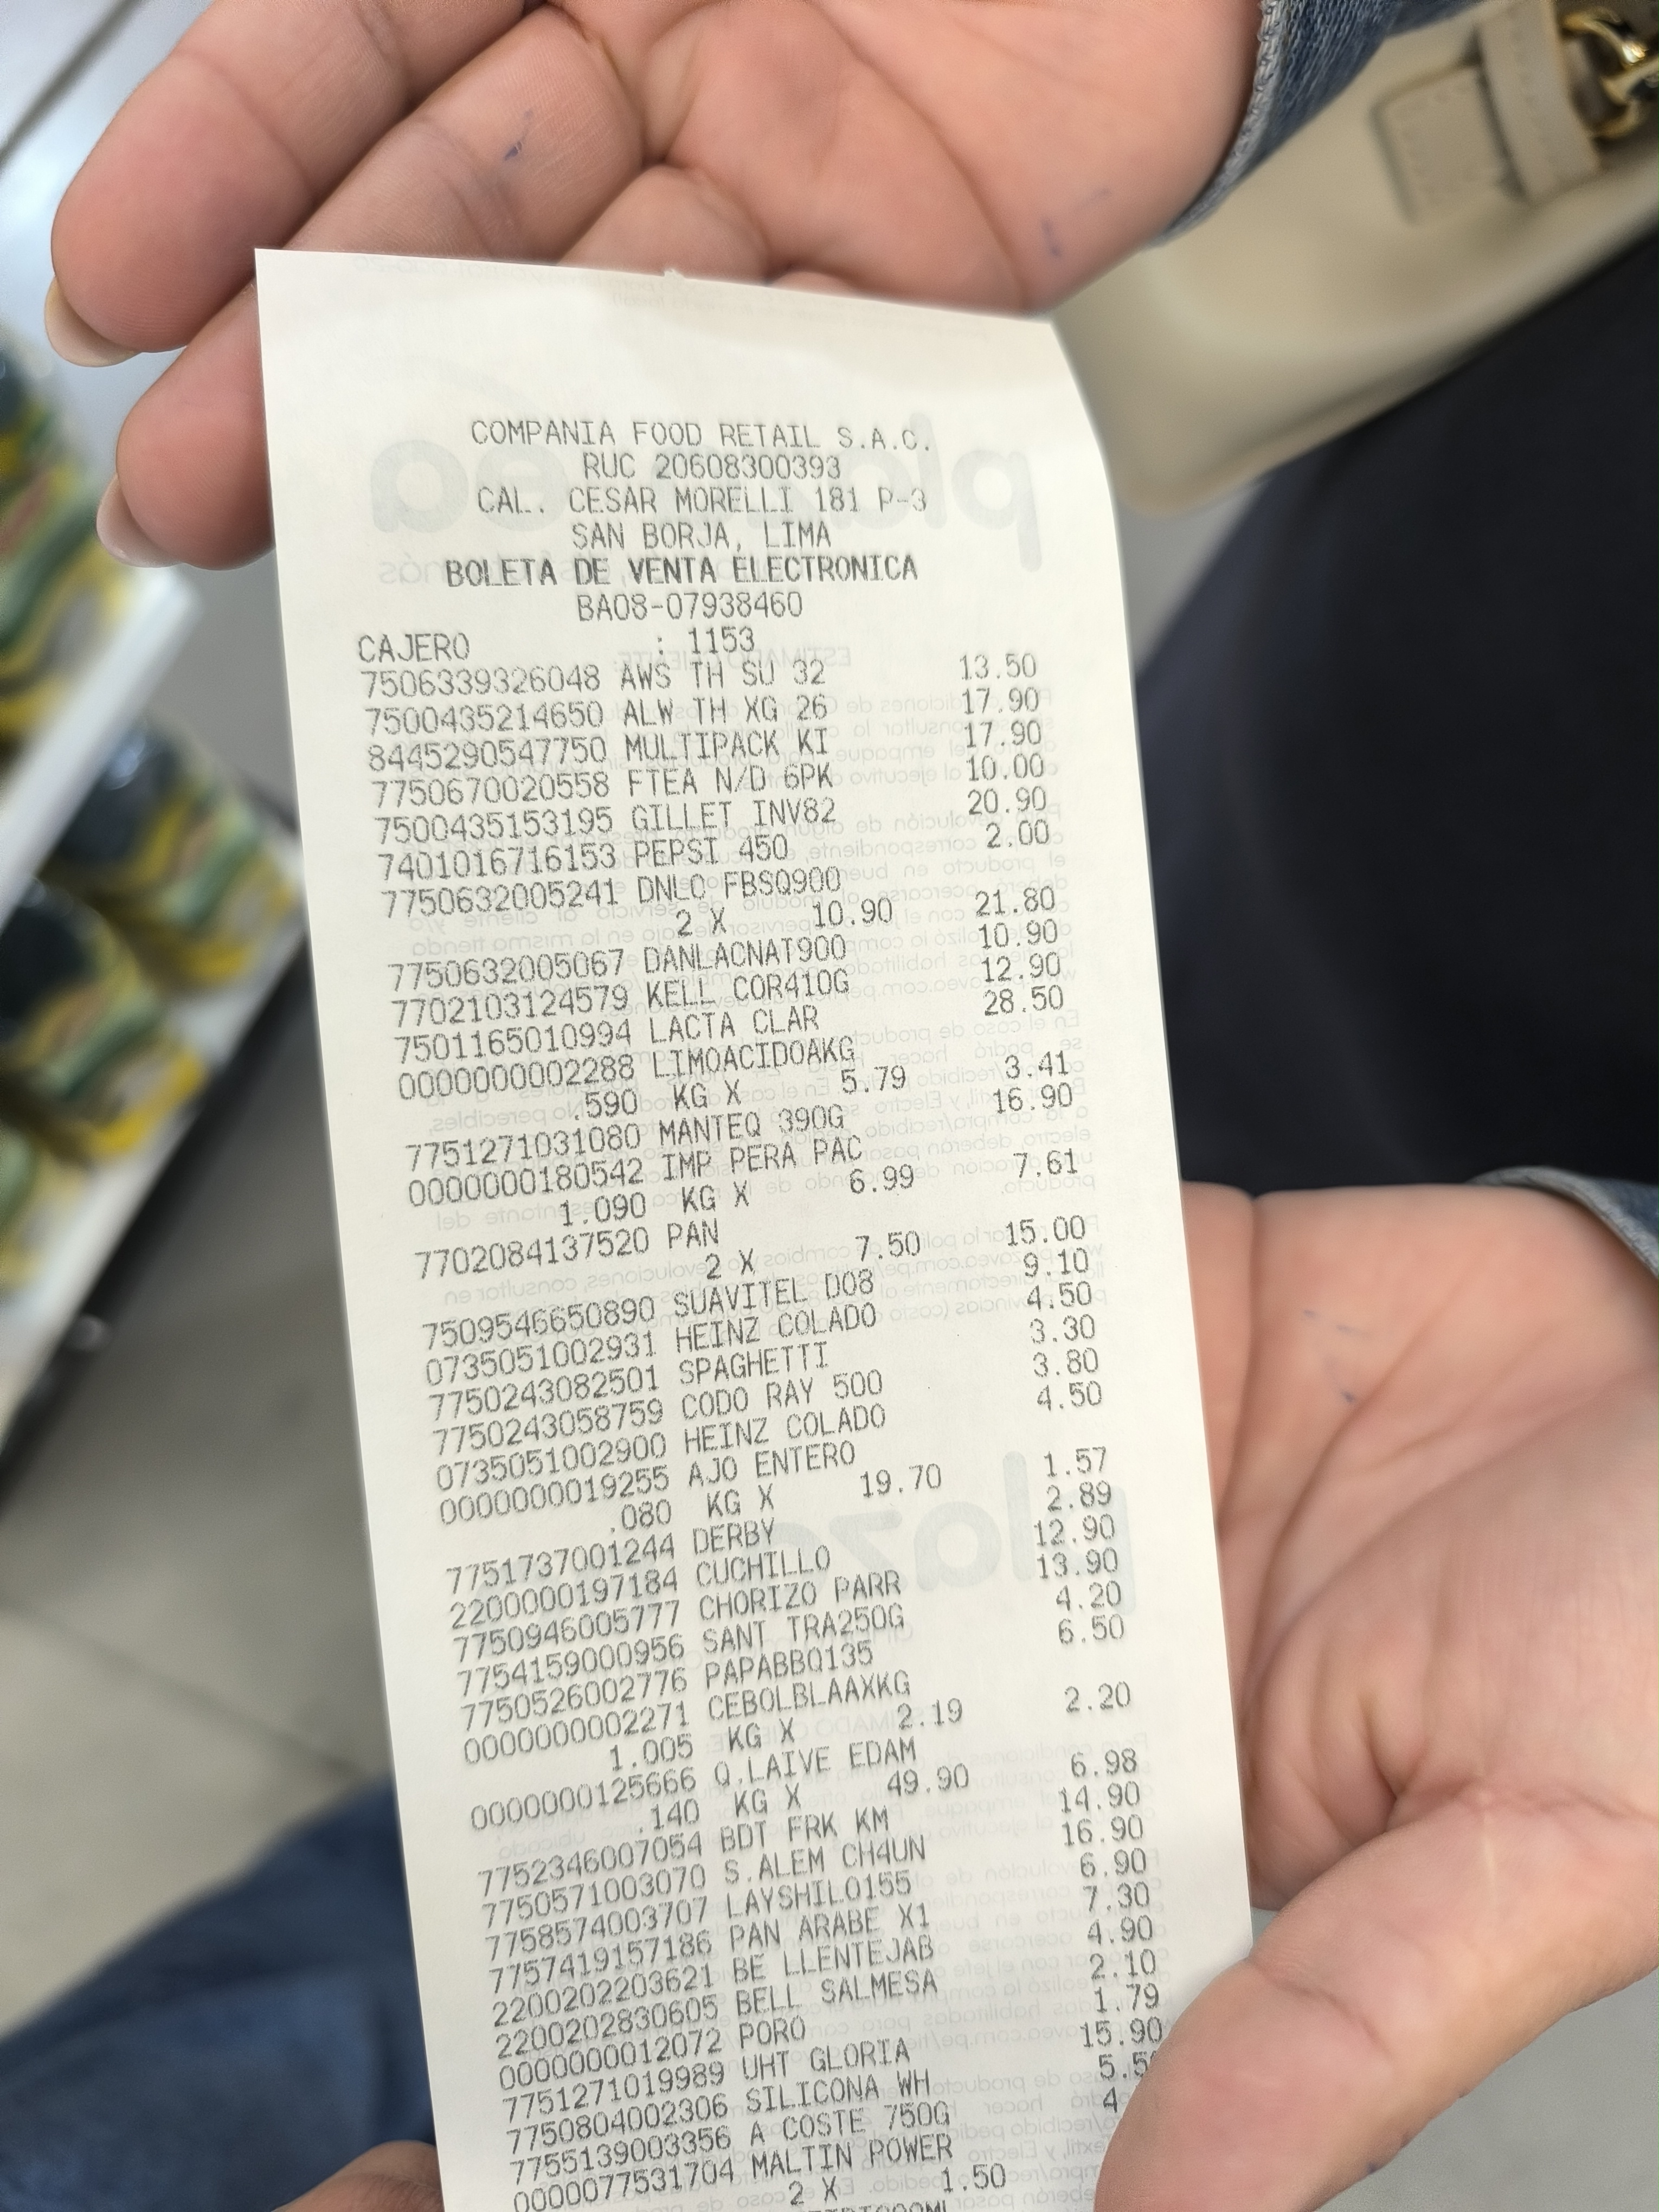 COMPANIA FOOD RETAIL S.A.C.
RUC 20608300393
CAL. CESAR MORELLI 181 P-3
SAN BORJA, LIMA
BOLETA DE VENTA ELECTRONICA
BA08-07938460
CAJERO : 1153
7506339326048 AWS TH SU 32 13.50
7500435214650 ALW TH XG 26 17.90
8445290547750 MULTIPACK KI 17.90
7750670020558 FTEA N/D 6PK 10.00
7500435153195 GILLET INV82 20.90
7401016716153 PEPSI 450 2.00
7750632005241 DNLC FBSQ900
2 X 10.90 21.80
7750632005067 DANLACNAT900 10.90
7702103124579 KELL COR410G 12.90
7501165010994 LACTA CLAR 28.50
0000000002288 LIMOACIDOAKG
.590 KG X 5.79 3.41
7751271031080 MANTEQ 390G 16.90
0000000180542 IMP PERA PAC
1.090 KG X 6.99 7.61
7702084137520 PAN
2 X 7.50 15.00
7509546650890 SUAVITEL D08 9.10
0735051002931 HEINZ COLADO 4.50
7750243082501 SPAGHETTI 3.30
7750243058759 CODO RAY 500 3.80
0735051002900 HEINZ COLADO 4.50
0000000019255 AJO ENTERO
.080 KG X 19.70 1.57
7751737001244 DERBY 2.89
2200000197184 CUCHILLO 12.90
7750946005777 CHORIZO PARR 13.90
7754159000956 SANT TRA250G 4.20
7750526002776 PAPABBQ135 6.50
0000000002271 CEBOLBLAAXKG
1.005 KG X 2.19 2.20
0000000125666 Q.LAIVE EDAM
.140 KG X 49.90 6.98
7752346007054 BDT FRK KM 14.90
7750571003070 S.ALEM CH4UN 16.90
7758574003707 LAYSHILO155 6.90
7757419157186 PAN ARABE X1 7.30
2200202203621 BE LLENTEJAB 4.90
2200202830605 BELL SALMESA 2.10
0000000012072 PORO 1.79
7751271019989 UHT GLORIA 15.90
7750804002306 SILICONA WH 5.5
7755139003356 A COSTE 750G 4
0000077531704 MALTIN POWER
2 X 1.50